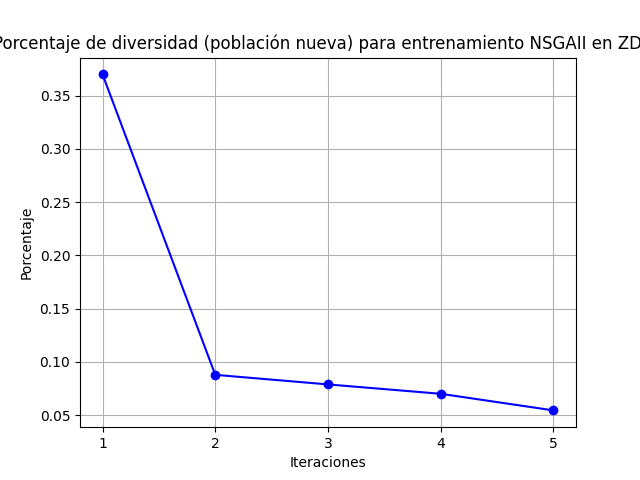 Porcentaje de diversidad (población nueva) para entrenamiento NSGAII en ZD
Porcentaje
0.35
0.30
0.25
0.20
0.15
0.10
0.05
1 2 3 4 5
Iteraciones